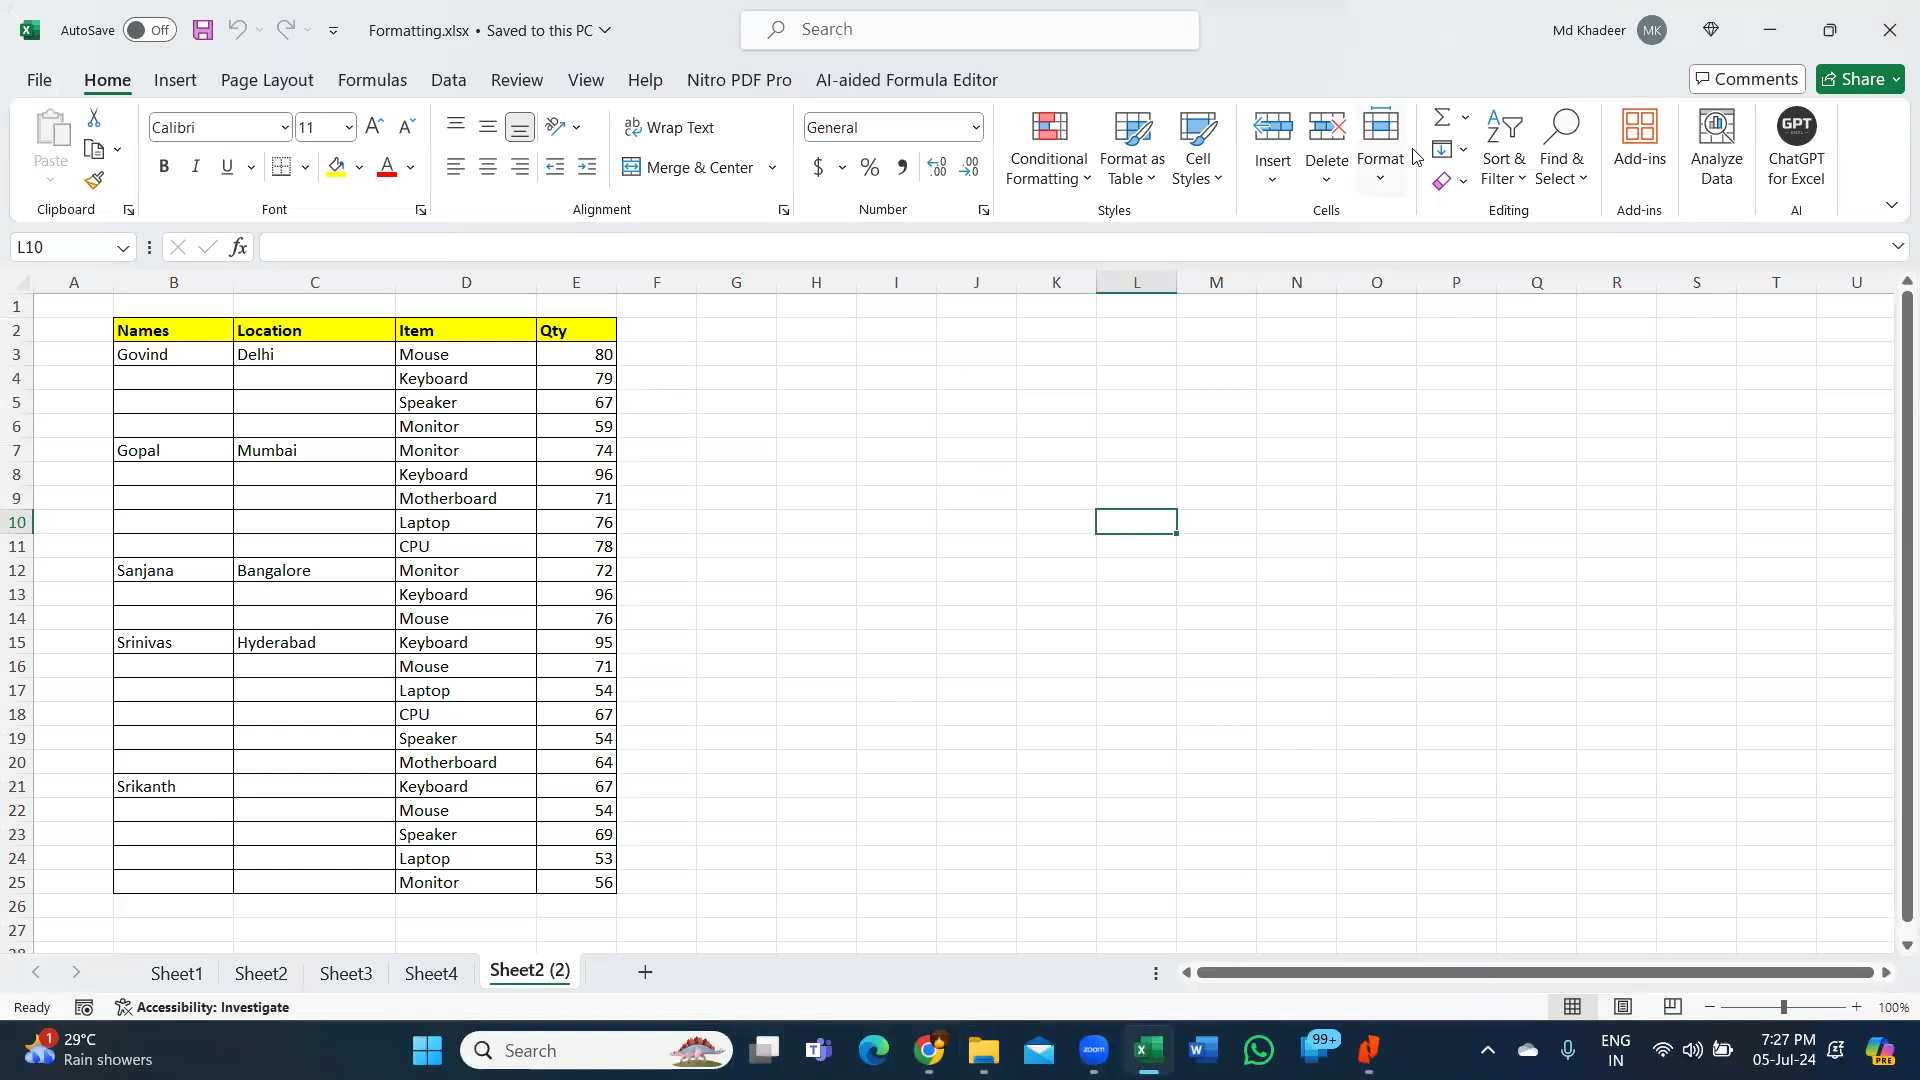 AutoSave Off Formatting.xlsx • Saved to this PC Search Md Khadeer MK
File Home Insert Page Layout Formulas Data Review View Help Nitro PDF Pro AI-aided Formula Editor Comments Share
Paste Calibri 11 Wrap Text General
B I U A Merge & Center $ % , Conditional Formatting Format as Table Cell Styles Insert Delete Format Sort & Filter Find & Select Add-ins Analyze Data GPT ChatGPT for Excel
Clipboard Font Alignment Number Styles Cells Editing Add-ins AI
L10 fx
A B C D E F G H I J K L M N O P Q R S T U
1
2 Names Location Item Qty
3 Govind Delhi Mouse 80
4 Keyboard 79
5 Speaker 67
6 Monitor 59
7 Gopal Mumbai Monitor 74
8 Keyboard 96
9 Motherboard 71
10 Laptop 76
11 CPU 78
12 Sanjana Bangalore Monitor 72
13 Keyboard 96
14 Mouse 76
15 Srinivas Hyderabad Keyboard 95
16 Mouse 71
17 Laptop 54
18 CPU 67
19 Speaker 54
20 Motherboard 64
21 Srikanth Keyboard 67
22 Mouse 54
23 Speaker 69
24 Laptop 53
25 Monitor 56
26
27
28
Sheet1 Sheet2 Sheet3 Sheet4 Sheet2 (2)
Ready Accessibility: Investigate 100%
1 29°C Search zoom 99+ ENG 7:27 PM
Rain showers IN 05-Jul-24 PRE